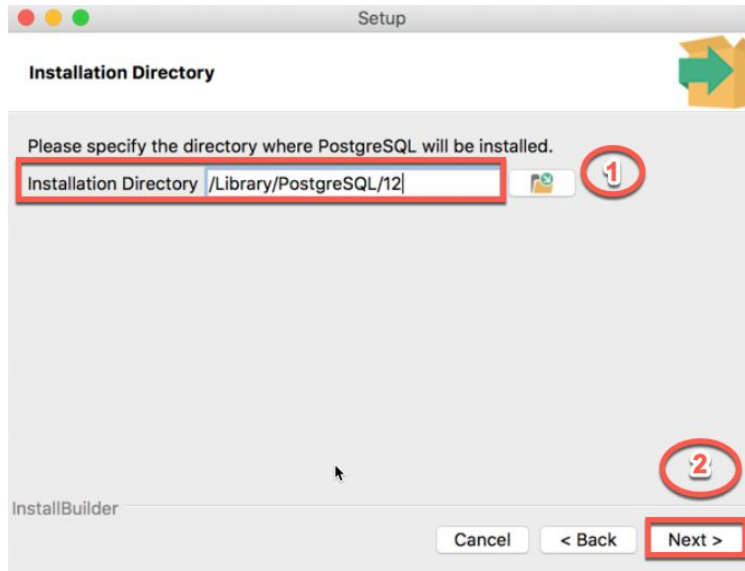 Setup
Installation Directory
Please specify the directory where PostgreSQL will be installed.
Installation Directory /Library/PostgreSQL/12
1
2
InstallBuilder
Cancel < Back Next >